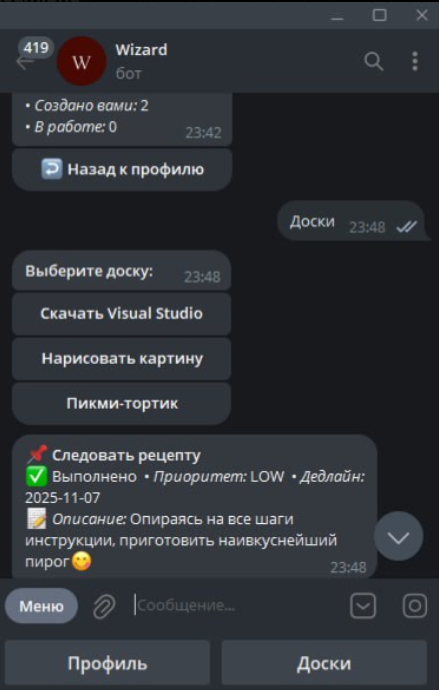 419
W
Wizard
бот
• Создано вами: 2
• В работе: 0
23:42
Назад к профилю
Доски 23:48
Выберите доску: 23:48
Скачать Visual Studio
Нарисовать картину
Пикми-тортик
Следовать рецепту
Выполнено • Приоритет: LOW • Дедлайн:
2025-11-07
Описание: Опираясь на все шаги
инструкции, приготовить наивкуснейший
пирог😋
23:48
Меню
Сообщение...
Профиль
Доски